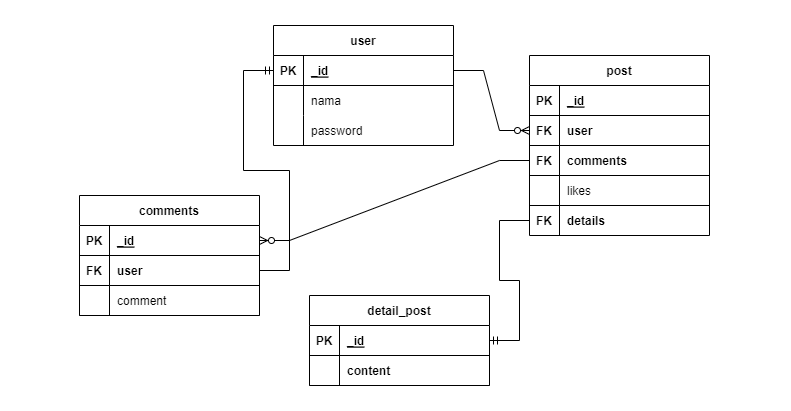 user
PK _id
nama
password
post
PK _id
FK user
FK comments
likes
FK details
comments
PK _id
FK user
comment
detail_post
PK _id
content